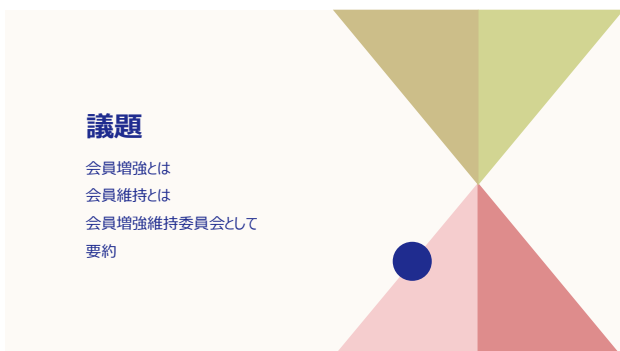 議題
会員増強とは
会員維持とは
会員増強維持委員会として
要約